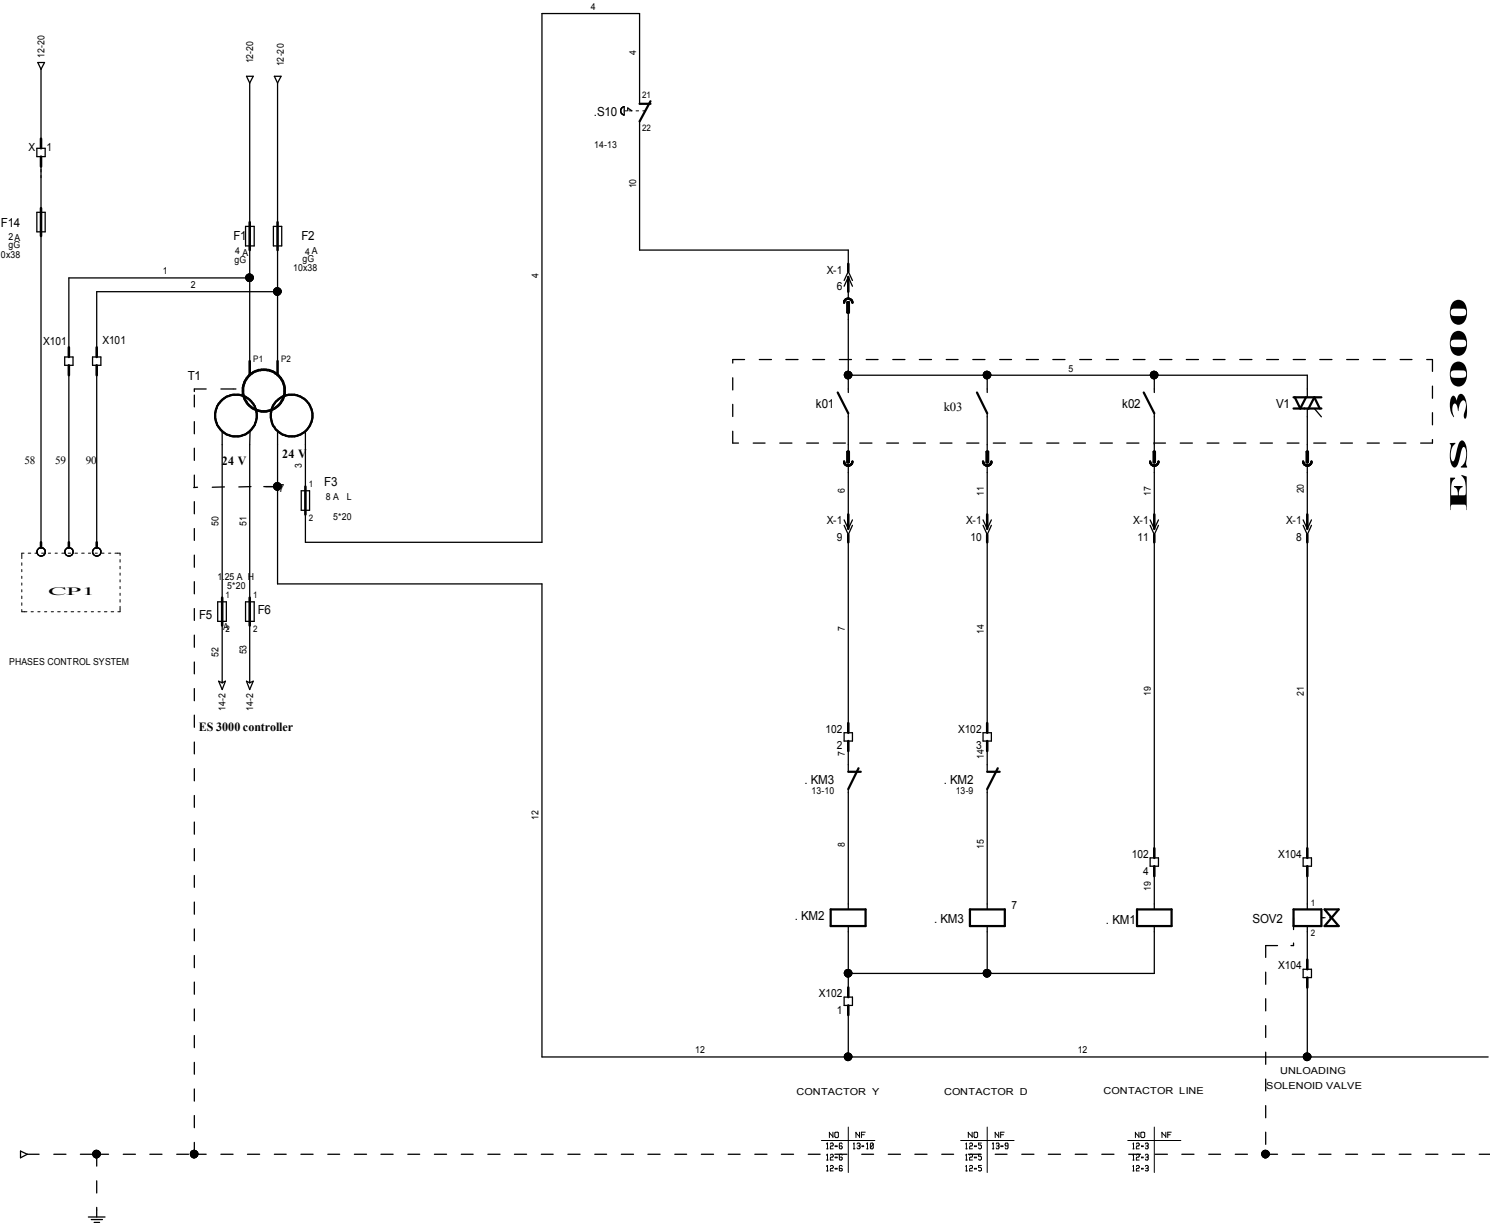 4
12-20
12-20
12-20
4
21
.S10
22
X-1
14-13
10
F14
2 A
gG
0x38
F1
4 A
gG
F2
4 A
gG
10x38
1
2
4
X-1
6
X101
X101
P1
P2
T1
5
k01
k03
k02
V1
ES 3000
58
59
90
24 V
24 V
3
F3
1
8 A L
5*20
2
50
51
6
11
17
20
X-1
9
X-1
10
X-1
11
X-1
8
CP1
1.25 A H
5*20
1
1
F5
F6
2
2
52
53
PHASES CONTROL SYSTEM
7
14
19
21
14-2
14-2
ES 3000 controller
102
2
7
X102
3
14
. KM3
13-10
. KM2
13-9
12
8
15
102
4
19
X104
. KM2
. KM3
7
. KM1
SOV2
1
2
X102
1
X104
12
12
CONTACTOR Y
CONTACTOR D
CONTACTOR LINE
UNLOADING
SOLENOID VALVE
NO NF
12-6 13-10
12-6
12-6
NO NF
12-5 13-9
12-5
12-5
NO NF
12-3
12-3
12-3